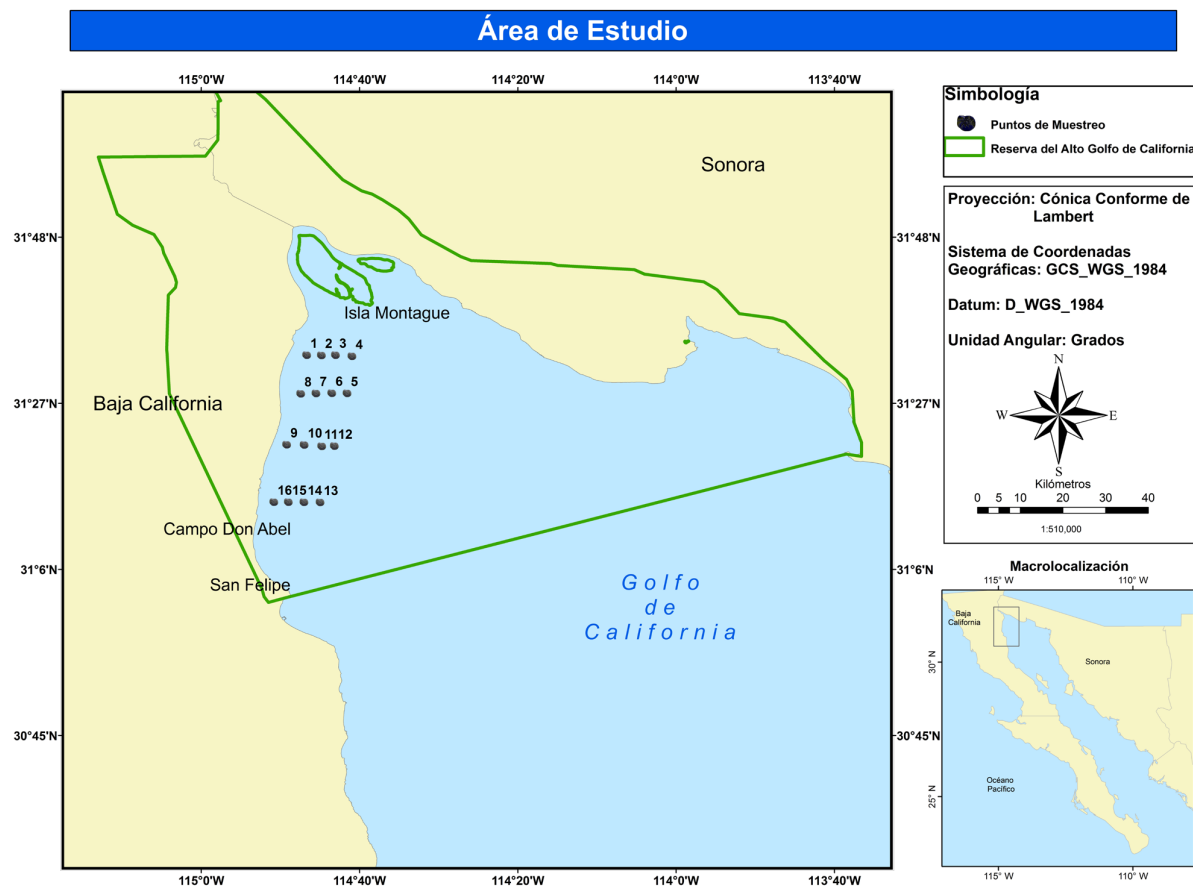 Área de Estudio
115°0'W 114°40'W 114°20'W 114°0'W 113°40'W
Sonora
31°48'N
31°48'N
Isla Montague
1 2 3 4
8 7 6 5
31°27'N
Baja California
31°27'N
9 10 11 12
16 15 14 13
Campo Don Abel
31°6'N
31°6'N
San Felipe
Golfo
de
California
30°45'N
30°45'N
115°0'W 114°40'W 114°20'W 114°0'W 113°40'W
Simbología
Puntos de Muestreo
Reserva del Alto Golfo de California
Proyección: Cónica Conforme de
Lambert
Sistema de Coordenadas
Geográficas: GCS_WGS_1984
Datum: D_WGS_1984
Unidad Angular: Grados
N
W E
S
Kilómetros
0 5 10 20 30 40
1:510,000
Macrolocalización
115° W 110° W
Baja
California
Sonora
30° N
Océano
Pacífico
25° N
115° W 110° W